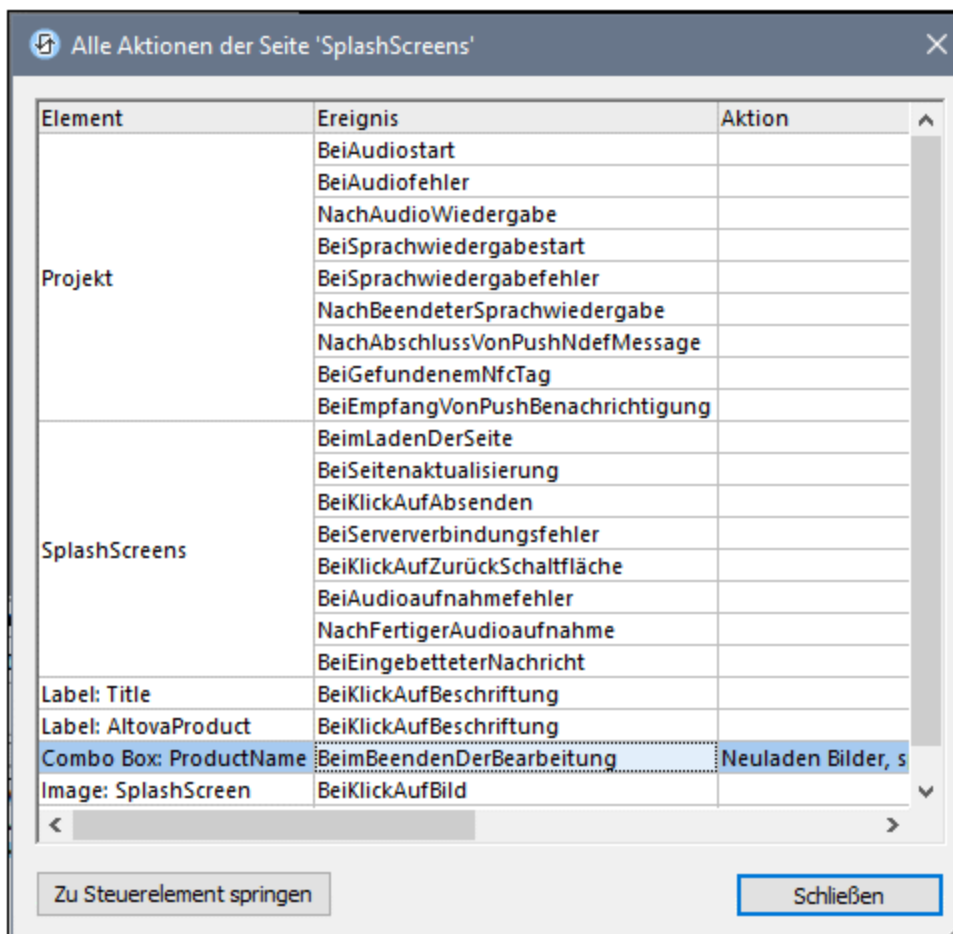 Alle Aktionen der Seite 'SplashScreens'
Element Ereignis Aktion
Projekt
BeiAudiostart
BeiAudiofehler
NachAudioWiedergabe
BeiSprachwiedergabestart
BeiSprachwiedergabefehler
NachBeendeterSprachwiedergabe
NachAbschlussVonPushNdefMessage
BeiGefundenemNfcTag
BeiEmpfangVonPushBenachrichtigung
SplashScreens
BeimLadenDerSeite
BeiSeitenaktualisierung
BeiKlickAufAbsenden
BeiSerververbindungsfehler
BeiKlickAufZurückSchaltfläche
BeiAudioaufnahmefehler
NachFertigerAudioaufnahme
BeiEingebetteterNachricht
Label: Title BeiKlickAufBeschriftung
Label: AltovaProduct BeiKlickAufBeschriftung
Combo Box: ProductName BeimBeendenDerBearbeitung Neuladen Bilder, s
Image: SplashScreen BeiKlickAufBild
Zu Steuerelement springen Schließen